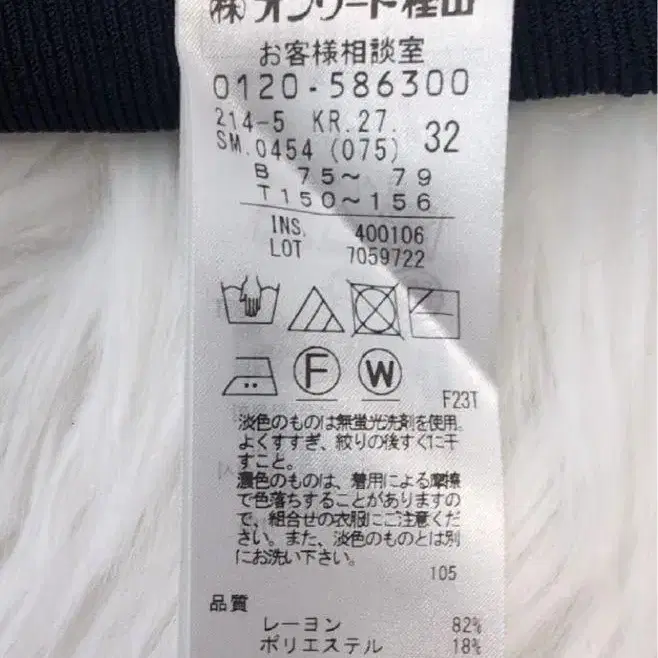 ㈱オンワード樫山
お客様相談室
0120-586300
214-5 KR.27.
SM.0454 (075) 32
B 75〜 79
T 150〜156
INS. 400106
LOT 7059722
F W
F23T
淡色のものは無蛍光洗剤を使用。
よくすすぎ、絞りの後すぐに干
すこと。
濃色のものは、着用による摩擦
で色落ちすることがありますの
で、組合せの衣服にご注意くだ
さい。また、淡色のものとは別
にお洗い下さい。
105
品質
レーヨン 82%
ポリエステル 18%